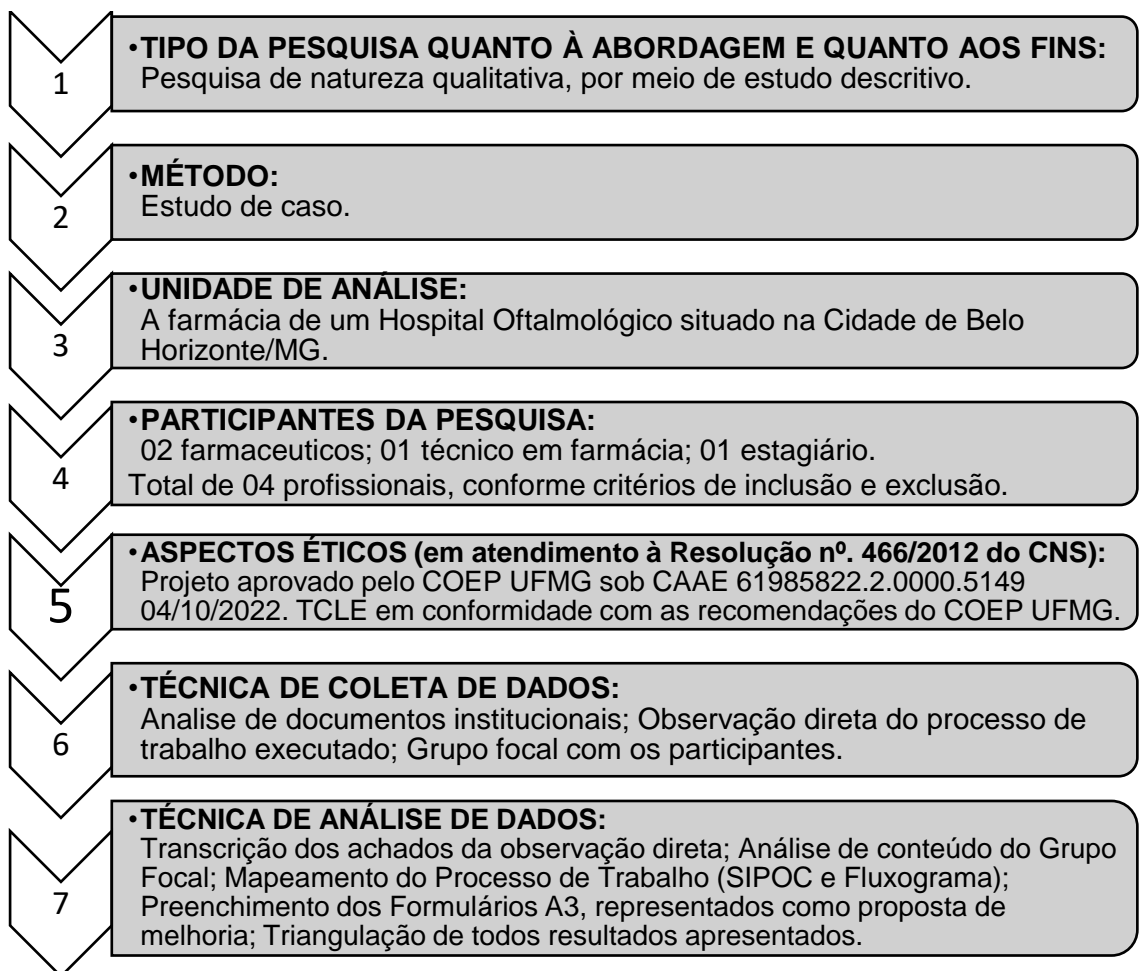 1
•TIPO DA PESQUISA QUANTO À ABORDAGEM E QUANTO AOS FINS:
Pesquisa de natureza qualitativa, por meio de estudo descritivo.
2
•MÉTODO:
Estudo de caso.
3
•UNIDADE DE ANÁLISE:
A farmácia de um Hospital Oftalmológico situado na Cidade de Belo
Horizonte/MG.
4
•PARTICIPANTES DA PESQUISA:
02 farmaceuticos; 01 técnico em farmácia; 01 estagiário.
Total de 04 profissionais, conforme critérios de inclusão e exclusão.
5
•ASPECTOS ÉTICOS (em atendimento à Resolução nº. 466/2012 do CNS):
Projeto aprovado pelo COEP UFMG sob CAAE 61985822.2.0000.5149
04/10/2022. TCLE em conformidade com as recomendações do COEP UFMG.
6
•TÉCNICA DE COLETA DE DADOS:
Analise de documentos institucionais; Observação direta do processo de
trabalho executado; Grupo focal com os participantes.
7
•TÉCNICA DE ANÁLISE DE DADOS:
Transcrição dos achados da observação direta; Análise de conteúdo do Grupo
Focal; Mapeamento do Processo de Trabalho (SIPOC e Fluxograma);
Preenchimento dos Formulários A3, representados como proposta de
melhoria; Triangulação de todos resultados apresentados.